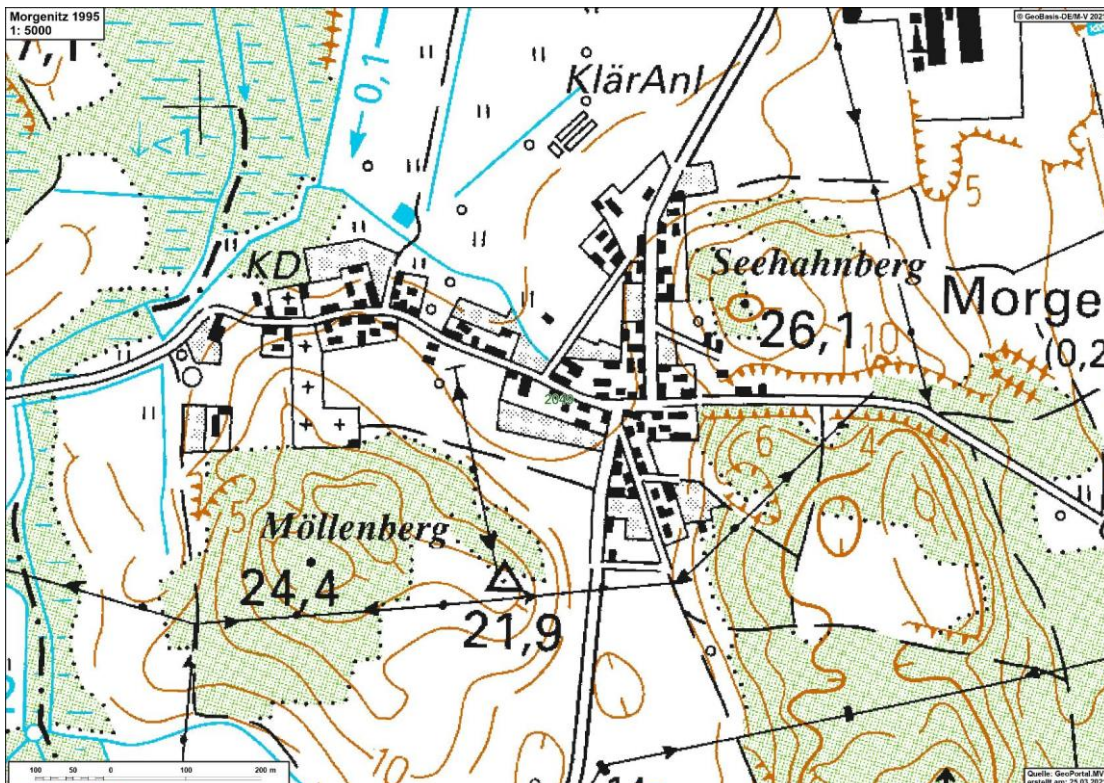 Morgenitz 1995
1: 5000
© GeoBasis-DE/M-V 2021
0,1
KlärAnl
<1
5
KD
Seehahnberg
Morge
26,1
10
(0,2
6
4
5
Möllenberg
24,4
21,9
10
100 50 0 100 200 m
Quelle: GeoPortal.MV